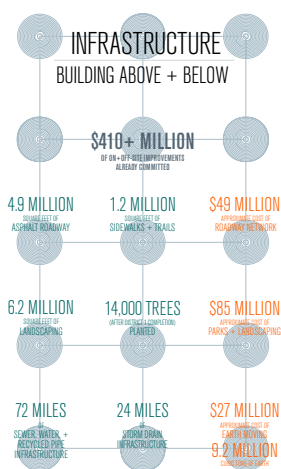 INFRASTRUCTURE
BUILDING ABOVE + BELOW
$410+ MILLION
OF ON+OFF-SITE IMPROVEMENTS
ALREADY COMMITTED
4.9 MILLION
SQUARE FEET OF
ASPHALT ROADWAY
1.2 MILLION
SQUARE FEET OF
SIDEWALKS + TRAILS
$49 MILLION
APPROXIMATE COST OF
ROADWAY NETWORK
6.2 MILLION
SQUARE FEET OF
LANDSCAPING
14,000 TREES
(AFTER DISTRICT 1 COMPLETION)
PLANTED
$85 MILLION
APPROXIMATE COST OF
PARKS + LANDSCAPING
72 MILES
OF
SEWER, WATER, +
RECYCLED PIPE
INFRASTRUCTURE
24 MILES
OF
STORM DRAIN
INFRASTRUCTURE
$27 MILLION
APPROXIMATE COST OF
EARTH MOVING
9.2 MILLION
CUBIC TONS OF EARTH